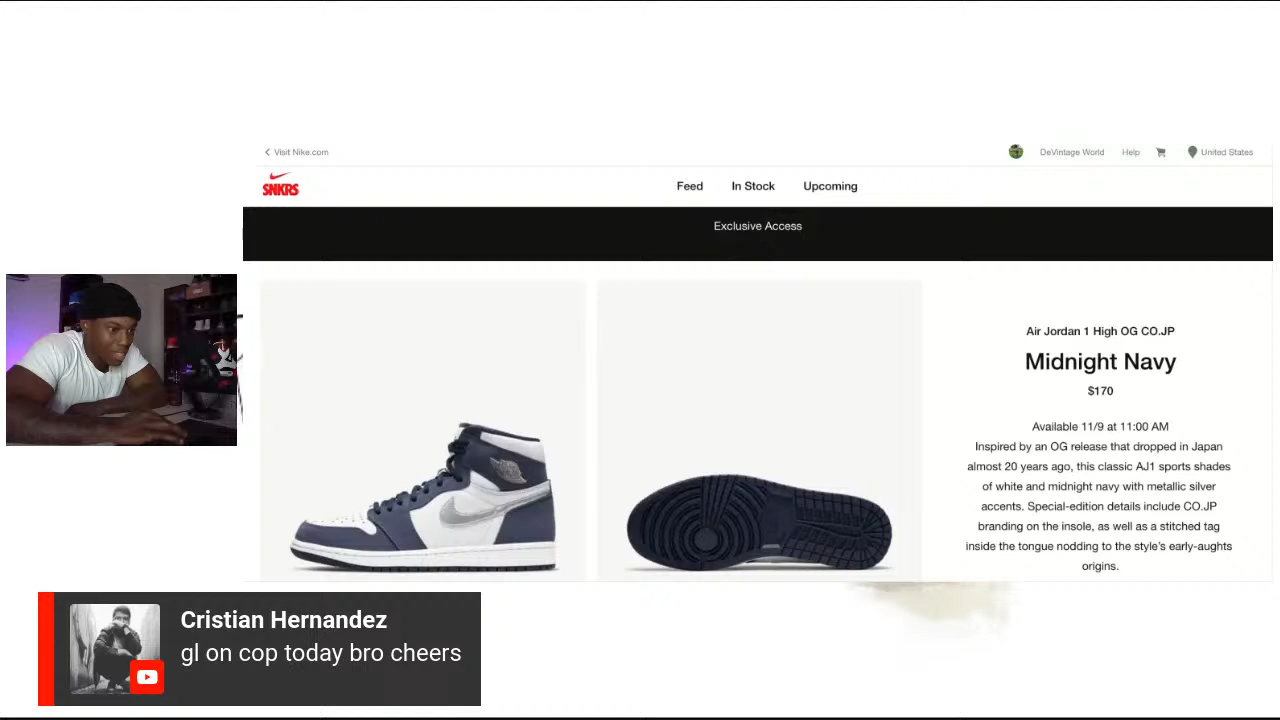 Visit Nike.com
DeVintage World Help United States
SNKRS
Feed In Stock Upcoming
Exclusive Access
Air Jordan 1 High OG CO.JP
Midnight Navy
$170
Available 11/9 at 11:00 AM
Inspired by an OG release that dropped in Japan
almost 20 years ago, this classic AJ1 sports shades
of white and midnight navy with metallic silver
accents. Special-edition details include CO.JP
branding on the insole, as well as a stitched tag
inside the tongue nodding to the style's early-aughts
origins.
Cristian Hernandez
gl on cop today bro cheers